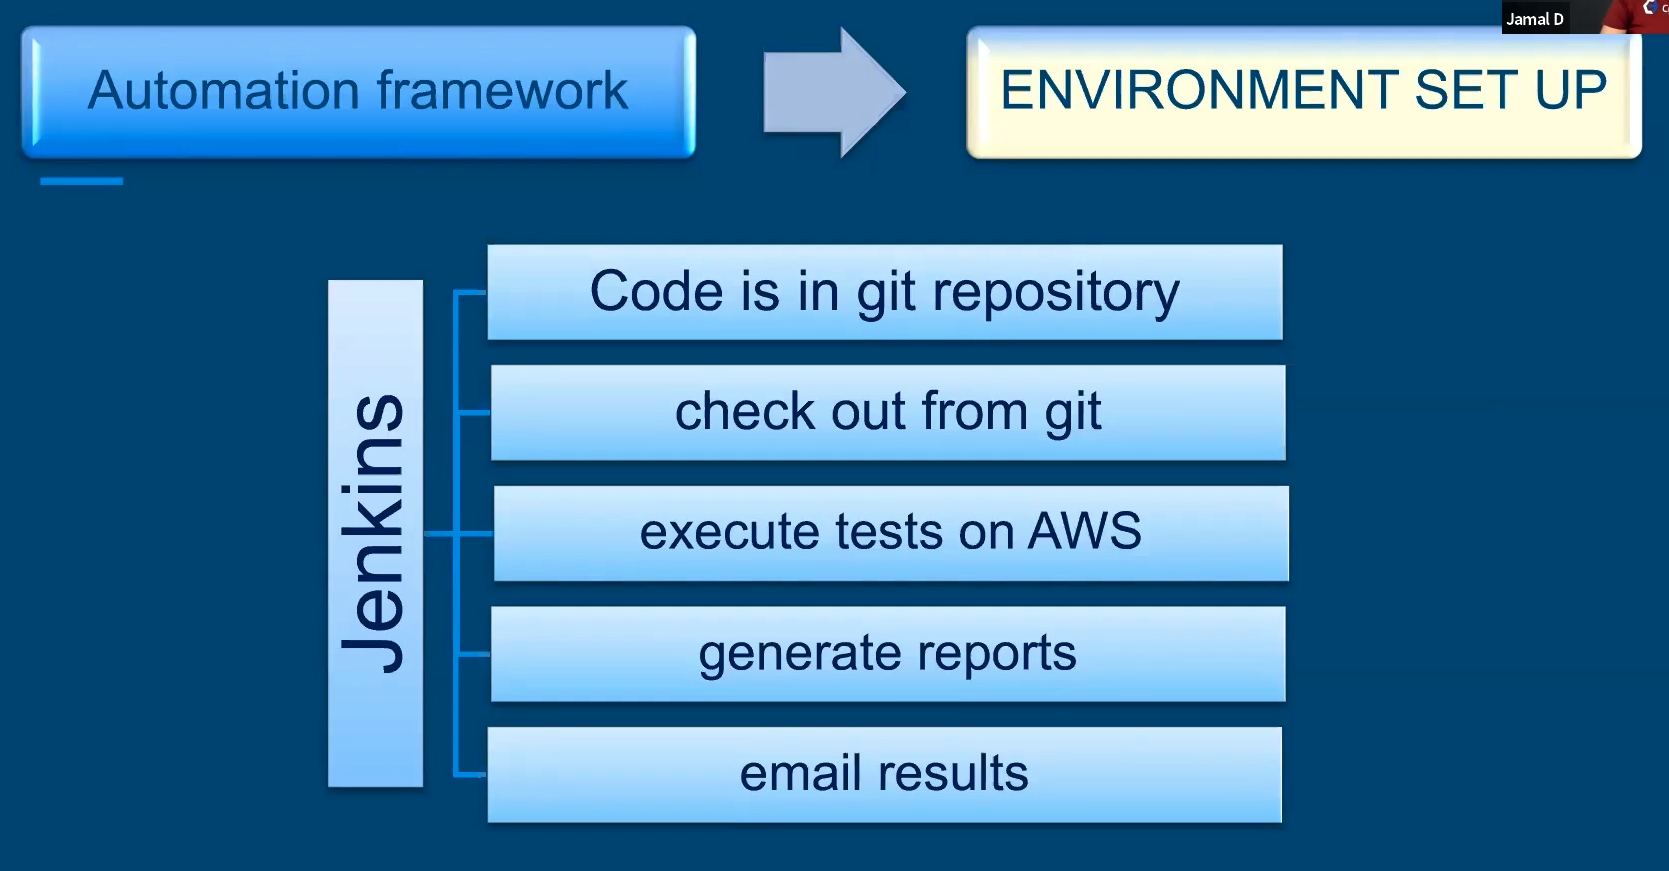 Jamal D
Automation framework
ENVIRONMENT SET UP
Jenkins
Code is in git repository
check out from git
execute tests on AWS
generate reports
email results